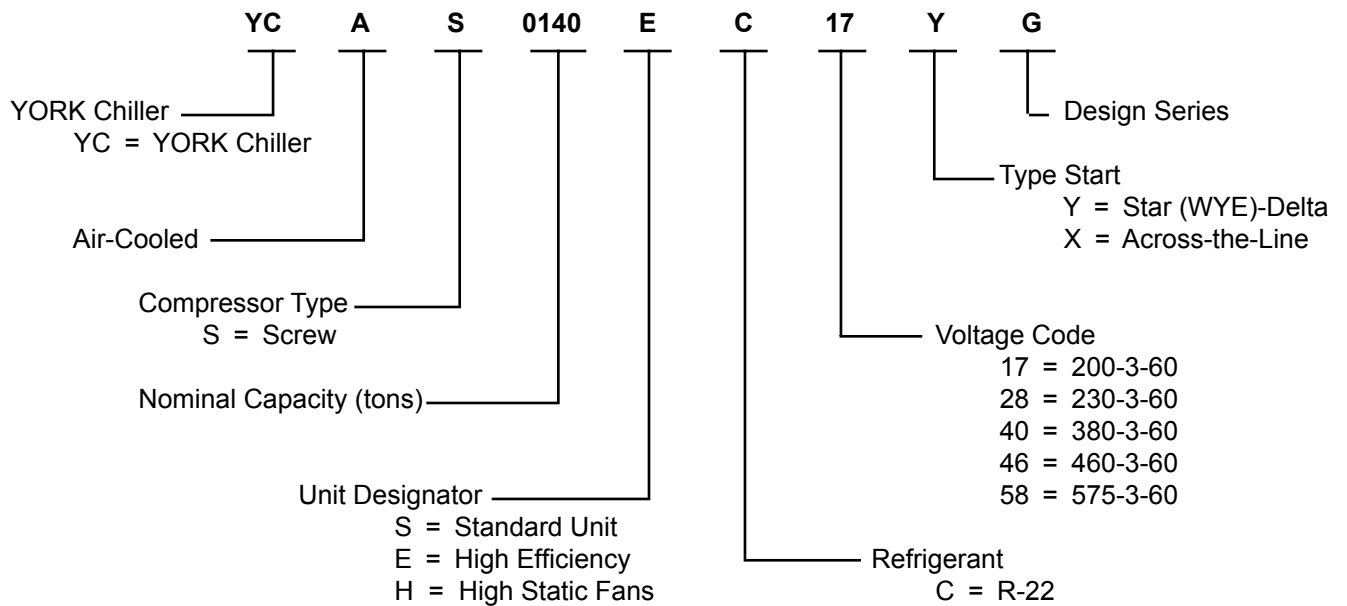 YC A S 0140 E C 17 Y G
YORK Chiller
YC = YORK Chiller
Design Series
Type Start
Y = Star (WYE)-Delta
X = Across-the-Line
Air-Cooled
Compressor Type
S = Screw
Voltage Code
17 = 200-3-60
28 = 230-3-60
40 = 380-3-60
46 = 460-3-60
58 = 575-3-60
Nominal Capacity (tons)
Unit Designator
S = Standard Unit
E = High Efficiency
H = High Static Fans
Refrigerant
C = R-22